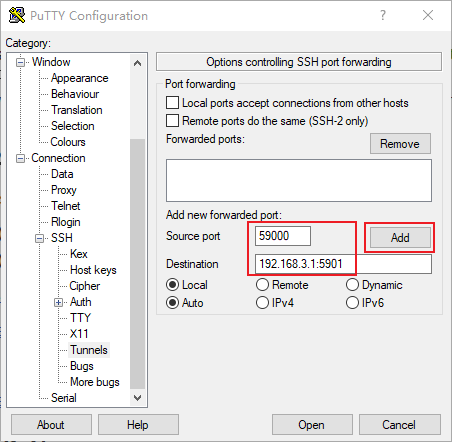 PuTTY Configuration
?
Category:
Window
Appearance
Behaviour
Translation
Selection
Colours
Connection
Data
Proxy
Telnet
Rlogin
SSH
Kex
Host keys
Cipher
Auth
TTY
X11
Tunnels
Bugs
More bugs
Serial
Options controlling SSH port forwarding
Port forwarding
Local ports accept connections from other hosts
Remote ports do the same (SSH-2 only)
Forwarded ports:
Remove
Add new forwarded port:
Source port 59000 Add
Destination 192.168.3.1:5901
Local Remote Dynamic
Auto IPv4 IPv6
About Help Open Cancel